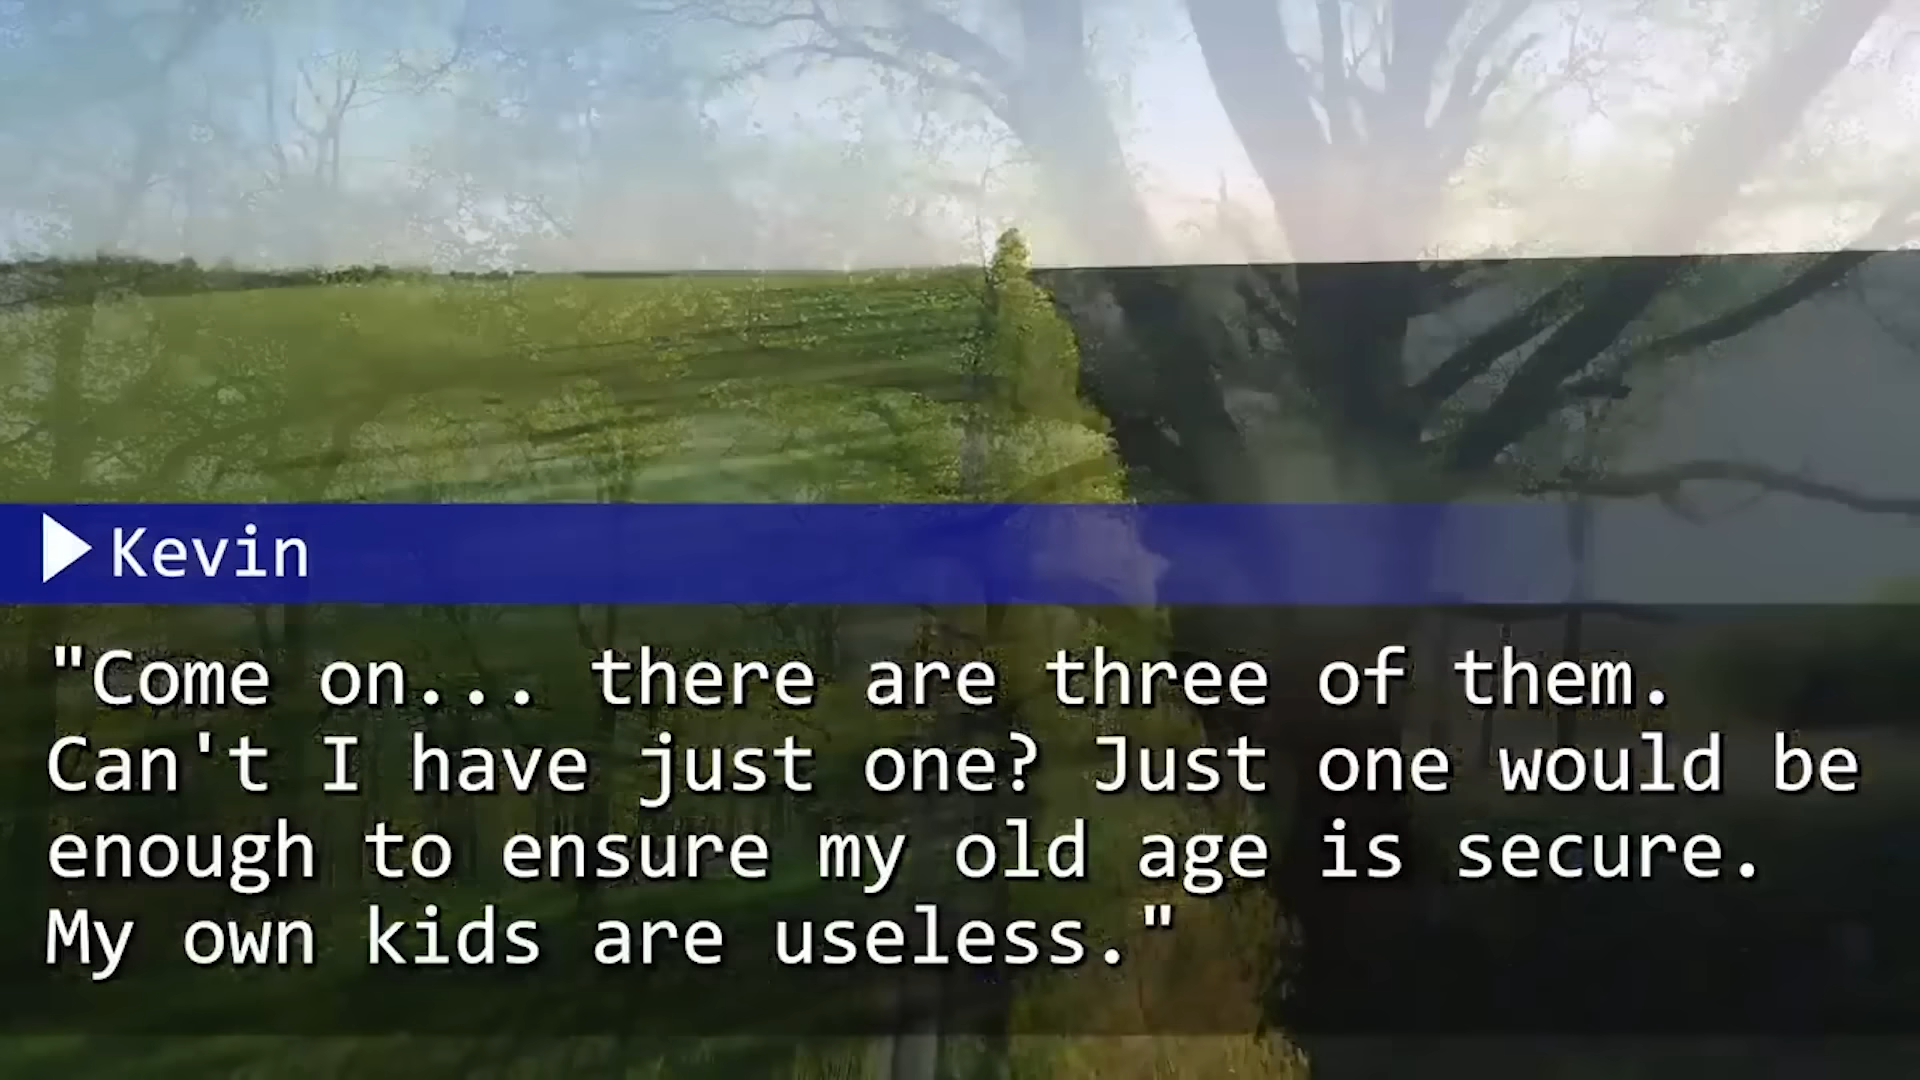 Kevin
"Come on... there are three of them.
Can't I have just one? Just one would be
enough to ensure my old age is secure.
My own kids are useless."